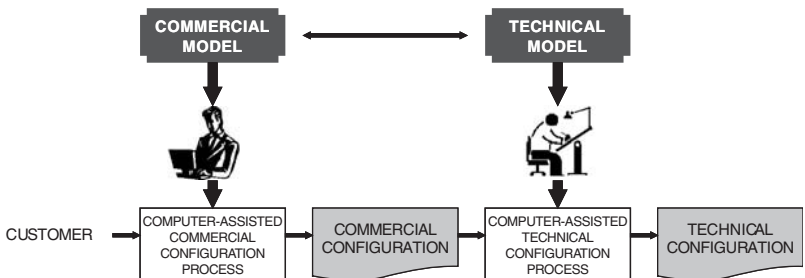 COMMERCIAL
MODEL
TECHNICAL
MODEL
CUSTOMER
COMPUTER-ASSISTED
COMMERCIAL
CONFIGURATION
PROCESS
COMMERCIAL
CONFIGURATION
COMPUTER-ASSISTED
TECHNICAL
CONFIGURATION
PROCESS
TECHNICAL
CONFIGURATION